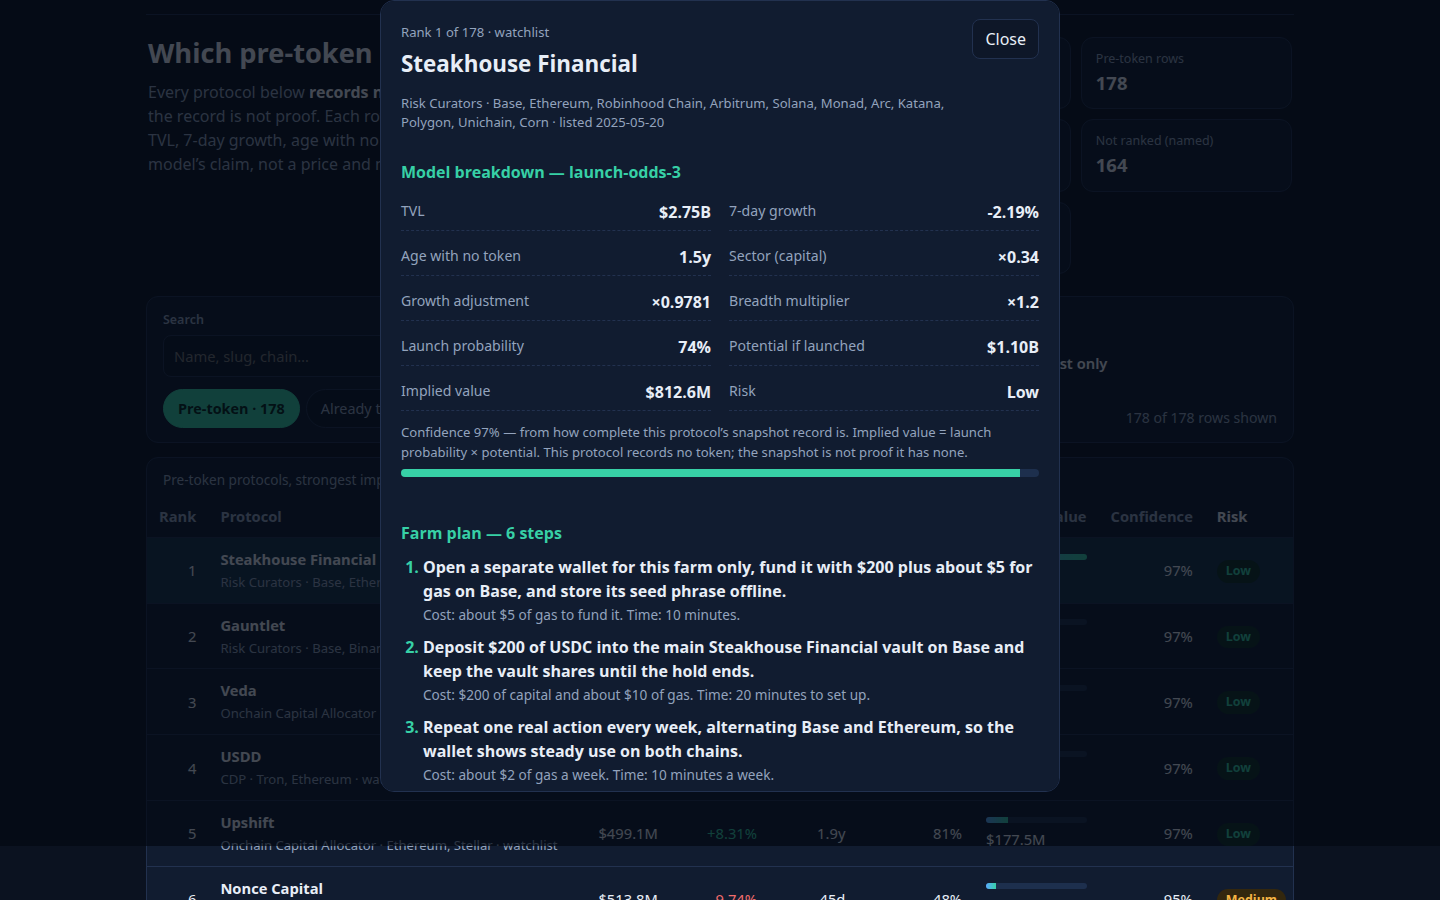 Which pre-token
Every protocol below records n
the record is not proof. Each ro
TVL, 7-day growth, age with no
model's claim, not a price and n
Pre-token rows
178
Not ranked (named)
164
Search
Name, slug, chain...
Pre-token · 178
Already t
st only
178 of 178 rows shown
Rank 1 of 178 · watchlist
Steakhouse Financial
Close
Risk Curators · Base, Ethereum, Robinhood Chain, Arbitrum, Solana, Monad, Arc, Katana,
Polygon, Unichain, Corn · listed 2025-05-20
Model breakdown — launch-odds-3
TVL $2.75B 7-day growth -2.19%
Age with no token 1.5y Sector (capital) ×0.34
Growth adjustment ×0.9781 Breadth multiplier ×1.2
Launch probability 74% Potential if launched $1.10B
Implied value $812.6M Risk Low
Confidence 97% — from how complete this protocol's snapshot record is. Implied value = launch
probability × potential. This protocol records no token; the snapshot is not proof it has none.
Farm plan — 6 steps
1. Open a separate wallet for this farm only, fund it with $200 plus about $5 for
gas on Base, and store its seed phrase offline.
Cost: about $5 of gas to fund it. Time: 10 minutes.
2. Deposit $200 of USDC into the main Steakhouse Financial vault on Base and
keep the vault shares until the hold ends.
Cost: $200 of capital and about $10 of gas. Time: 20 minutes to set up.
3. Repeat one real action every week, alternating Base and Ethereum, so the
wallet shows steady use on both chains.
Cost: about $2 of gas a week. Time: 10 minutes a week.
Pre-token protocols, strongest imp
Rank Protocol alue Confidence Risk
1 Steakhouse Financial 97% Low
Risk Curators · Base, Ether
2 Gauntlet 97% Low
Risk Curators · Base, Binan
3 Veda 97% Low
Onchain Capital Allocator
4 USDD 97% Low
CDP · Tron, Ethereum · wa
5 Upshift $499.1M +8.31% 1.9y 81% $177.5M 97% Low
Onchain Capital Allocator · Ethereum, Stellar · watchlist
6 Nonce Capital $513.8M -9.74% 45d 48% 95% Medium